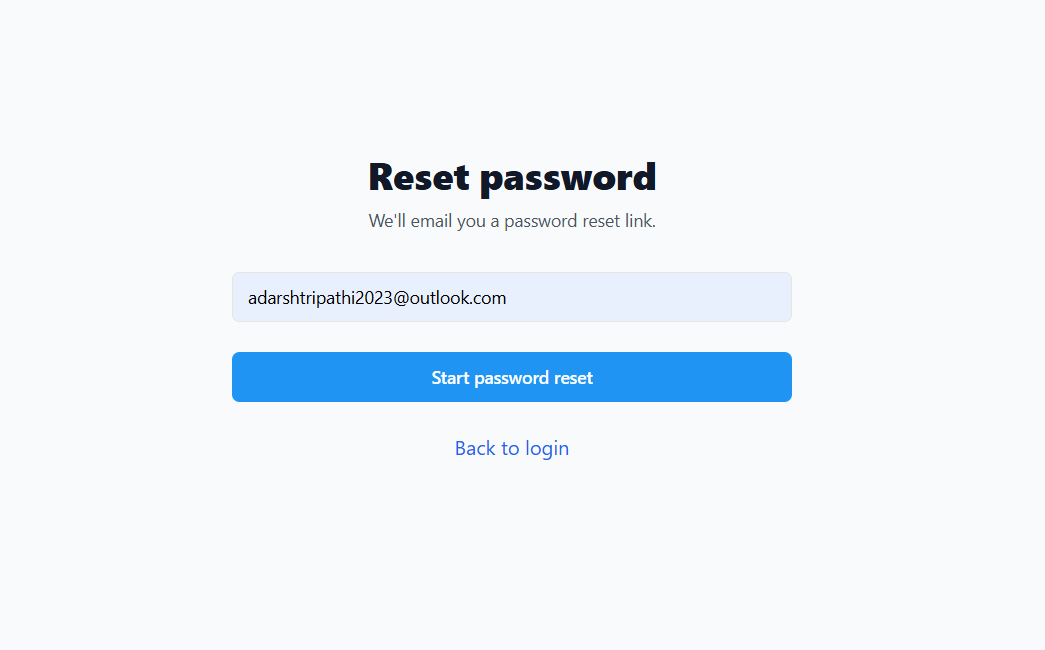 Reset password
We'll email you a password reset link.
adarshtripathi2023@outlook.com
Start password reset
Back to login